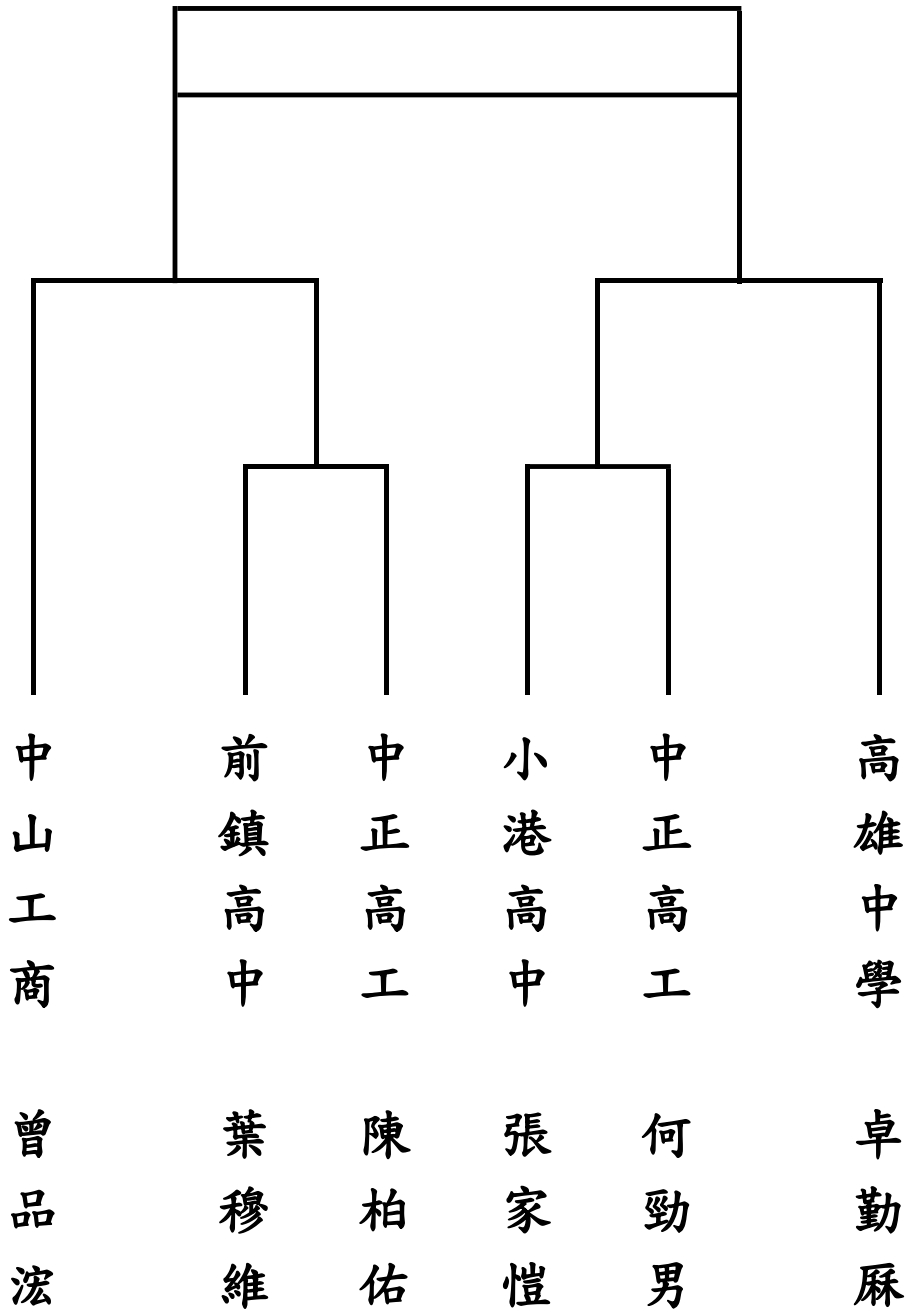 中山工商 曾品浤
前鎮高中 葉穆維
中正高工 陳柏佑
小港高中 張家愷
中正高工 何勁男
高雄中學 卓勤厤